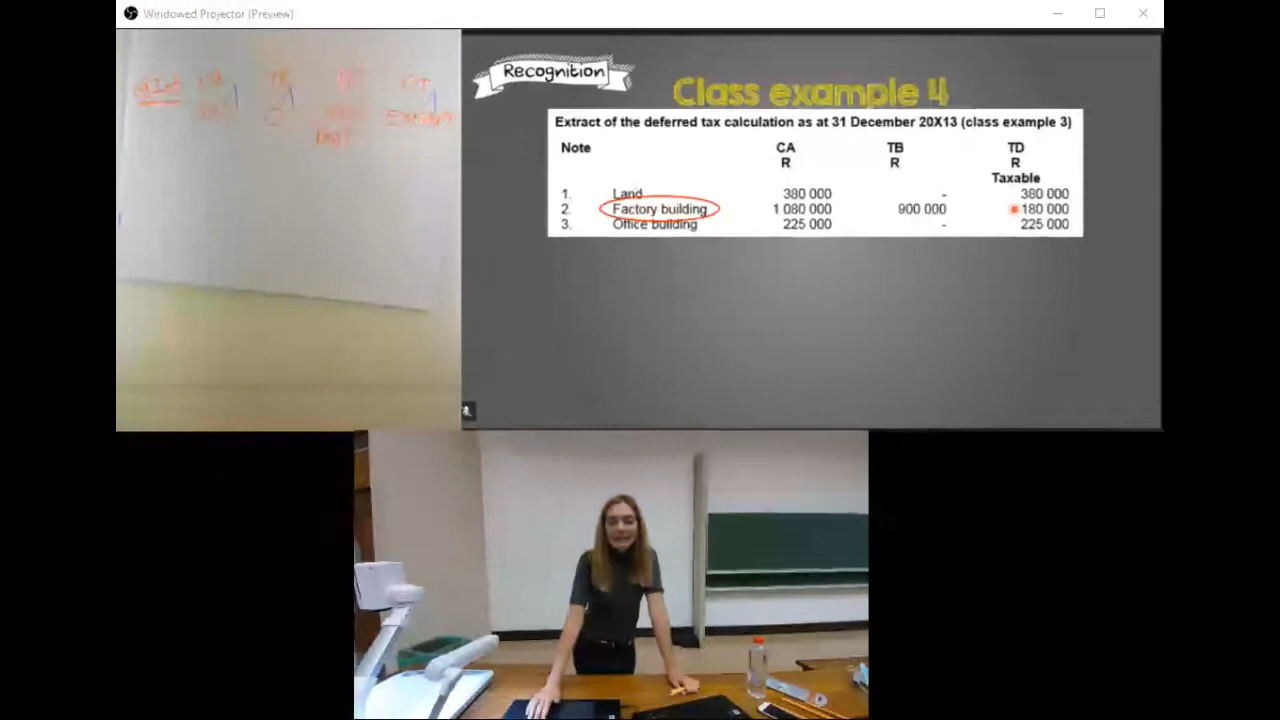 Windowed Projector (Preview)
Recognition
Class example 4
Extract of the deferred tax calculation as at 31 December 20X13 (class example 3)
Note CA TB TD
R R R
Taxable
1. Land 380 000 - 380 000
2. Factory building 1 080 000 900 000 180 000
3. Office building 225 000 - 225 000